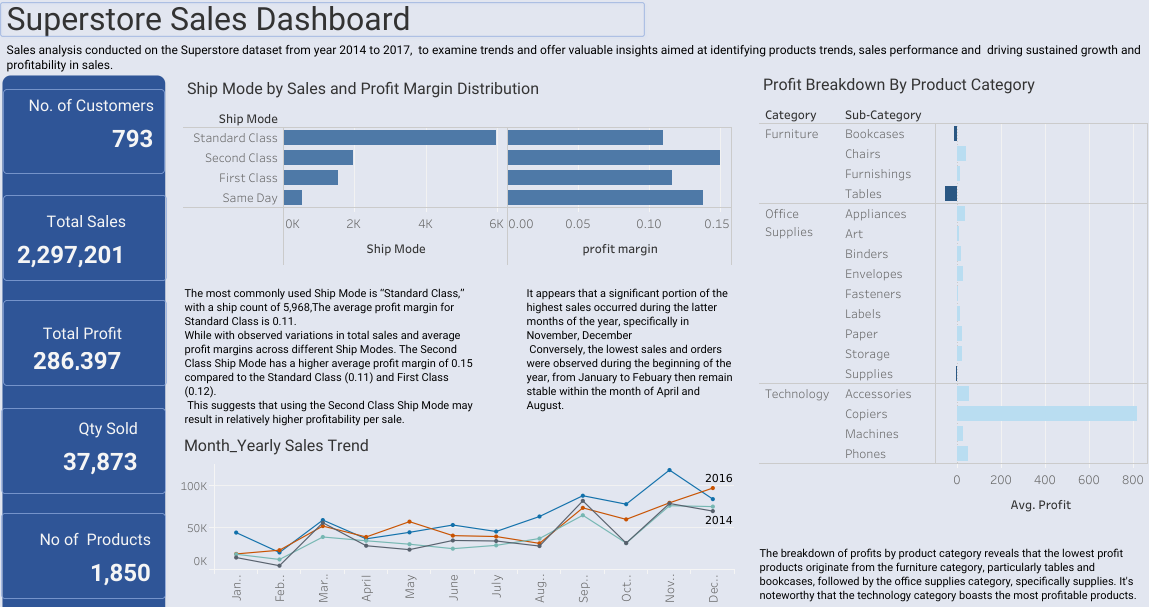 Superstore Sales Dashboard
Sales analysis conducted on the Superstore dataset from year 2014 to 2017, to examine trends and offer valuable insights aimed at identifying products trends, sales performance and driving sustained growth and
profitability in sales.
No. of Customers
793
Total Sales
2,297,201
Total Profit
286,397
Qty Sold
37,873
No of Products
1,850
Ship Mode by Sales and Profit Margin Distribution
Ship Mode
Standard Class
Second Class
First Class
Same Day
0K 2K 4K 6K 0.00 0.05 0.10 0.15
Ship Mode profit margin
The most commonly used Ship Mode is “Standard Class,”
with a ship count of 5,968,The average profit margin for
Standard Class is 0.11.
While with observed variations in total sales and average
profit margins across different Ship Modes. The Second
Class Ship Mode has a higher average profit margin of 0.15
compared to the Standard Class (0.11) and First Class
(0.12).
This suggests that using the Second Class Ship Mode may
result in relatively higher profitability per sale.
It appears that a significant portion of the
highest sales occurred during the latter
months of the year, specifically in
November, December
Conversely, the lowest sales and orders
were observed during the beginning of the
year, from January to Febuary then remain
stable within the month of April and
August.
Month_Yearly Sales Trend
100K
50K
0K
2016
2014
Jan.. Feb.. Mar.. April May June July Aug.. Sep.. Oct.. Nov.. Dec..
Profit Breakdown By Product Category
Category Sub-Category
Furniture Bookcases
Chairs
Furnishings
Tables
Office Appliances
Supplies Art
Binders
Envelopes
Fasteners
Labels
Paper
Storage
Supplies
Technology Accessories
Copiers
Machines
Phones
0 200 400 600 800
Avg. Profit
The breakdown of profits by product category reveals that the lowest profit
products originate from the furniture category, particularly tables and
bookcases, followed by the office supplies category, specifically supplies. It's
noteworthy that the technology category boasts the most profitable products.